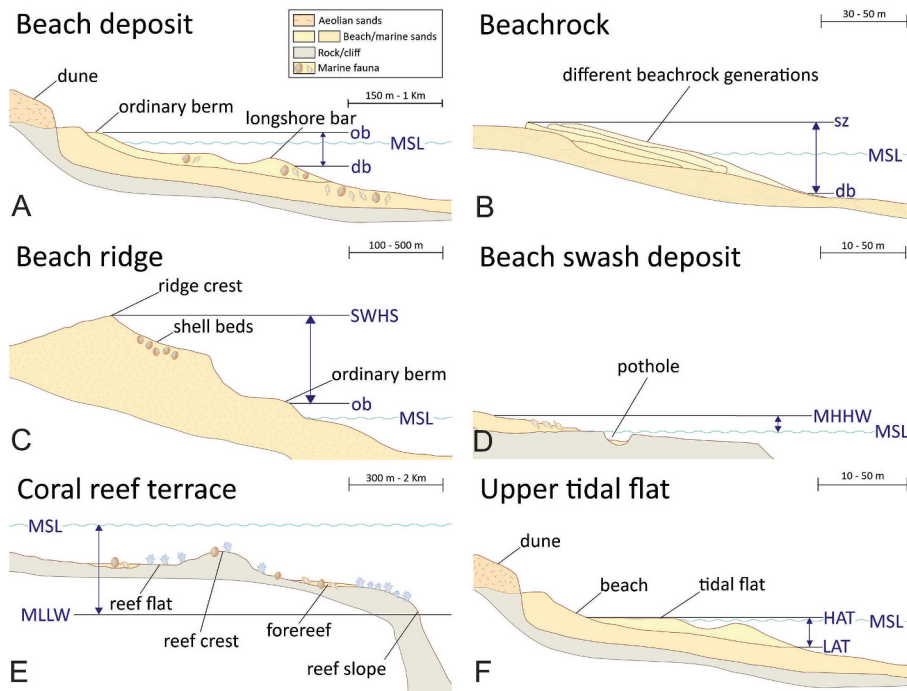 Beach deposit
Aeolian sands
Beach/marine sands
Rock/cliff
Marine fauna
150 m - 1 Km
dune
ordinary berm
longshore bar
ob
MSL
db
A
Beachrock
30 - 50 m
different beachrock generations
sz
MSL
db
B
Beach ridge
100 - 500 m
ridge crest
SWHS
shell beds
ordinary berm
ob
MSL
C
Beach swash deposit
10 - 50 m
pothole
MHHW
MSL
D
Coral reef terrace
300 m - 2 Km
MSL
reef flat
MLLW
reef crest
forereef
reef slope
E
Upper tidal flat
10 - 50 m
dune
beach
tidal flat
HAT
MSL
LAT
F